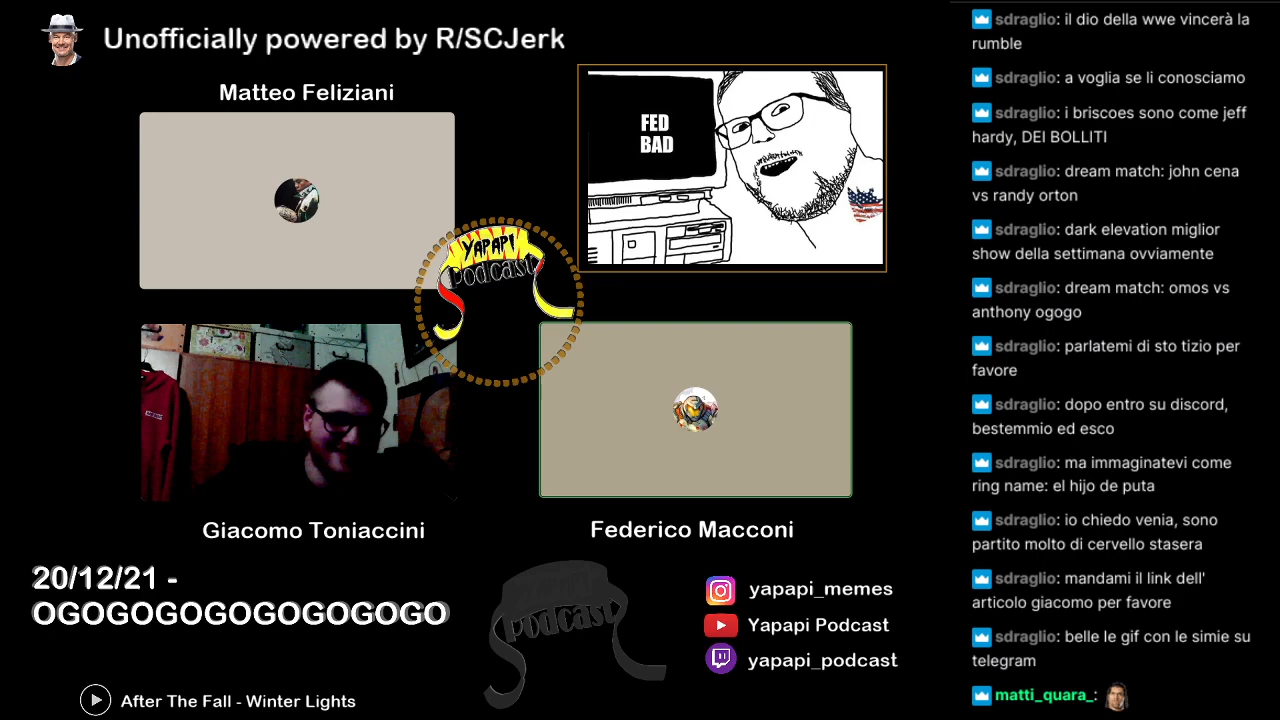 Unofficially powered by R/SCJerk
Matteo Feliziani
FED
BAD
YAPAPI
Podcast
Giacomo Toniaccini
Federico Macconi
20/12/21 -
OGOGOGOGOGOGOGOGO
Podcast
yapapi_memes
Yapapi Podcast
yapapi_podcast
After The Fall - Winter Lights
sdraglio: il dio della wwe vincerà la
rumble
sdraglio: a voglia se li conosciamo
sdraglio: i briscoes sono come jeff
hardy, DEI BOLLITI
sdraglio: dream match: john cena
vs randy orton
sdraglio: dark elevation miglior
show della settimana ovviamente
sdraglio: dream match: omos vs
anthony ogogo
sdraglio: parlatemi di sto tizio per
favore
sdraglio: dopo entro su discord,
bestemmio ed esco
sdraglio: ma immaginatevi come
ring name: el hijo de puta
sdraglio: io chiedo venia, sono
partito molto di cervello stasera
sdraglio: mandami il link dell'
articolo giacomo per favore
sdraglio: belle le gif con le simie su
telegram
matti_quara_: